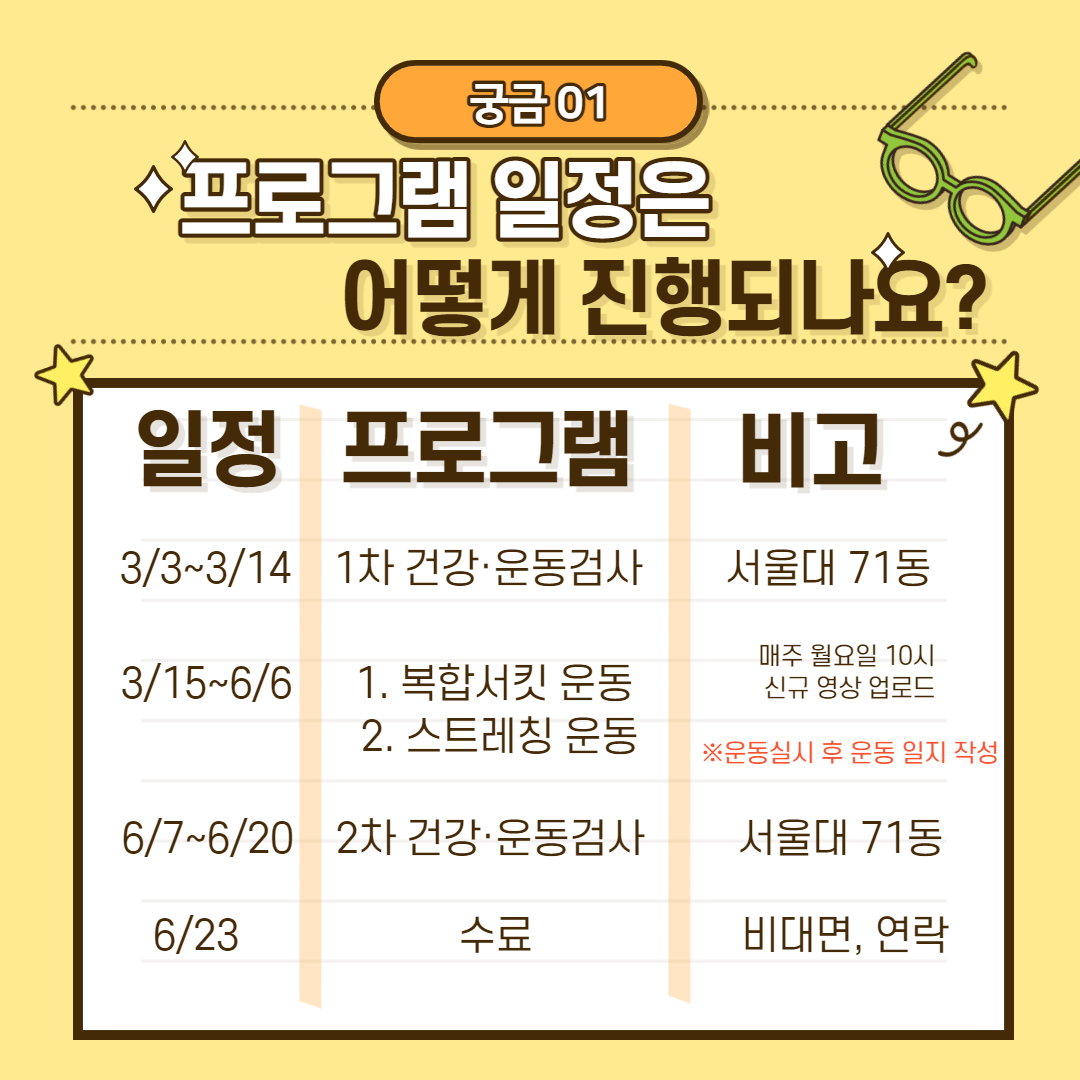 궁금 01
프로그램 일정은
어떻게 진행되나요?
일정 프로그램 비고
3/3~3/14 1차 건강·운동검사 서울대 71동
3/15~6/6 1. 복합서킷 운동 매주 월요일 10시
신규 영상 업로드
2. 스트레칭 운동
※운동실시 후 운동 일지 작성
6/7~6/20 2차 건강·운동검사 서울대 71동
6/23 수료 비대면, 연락